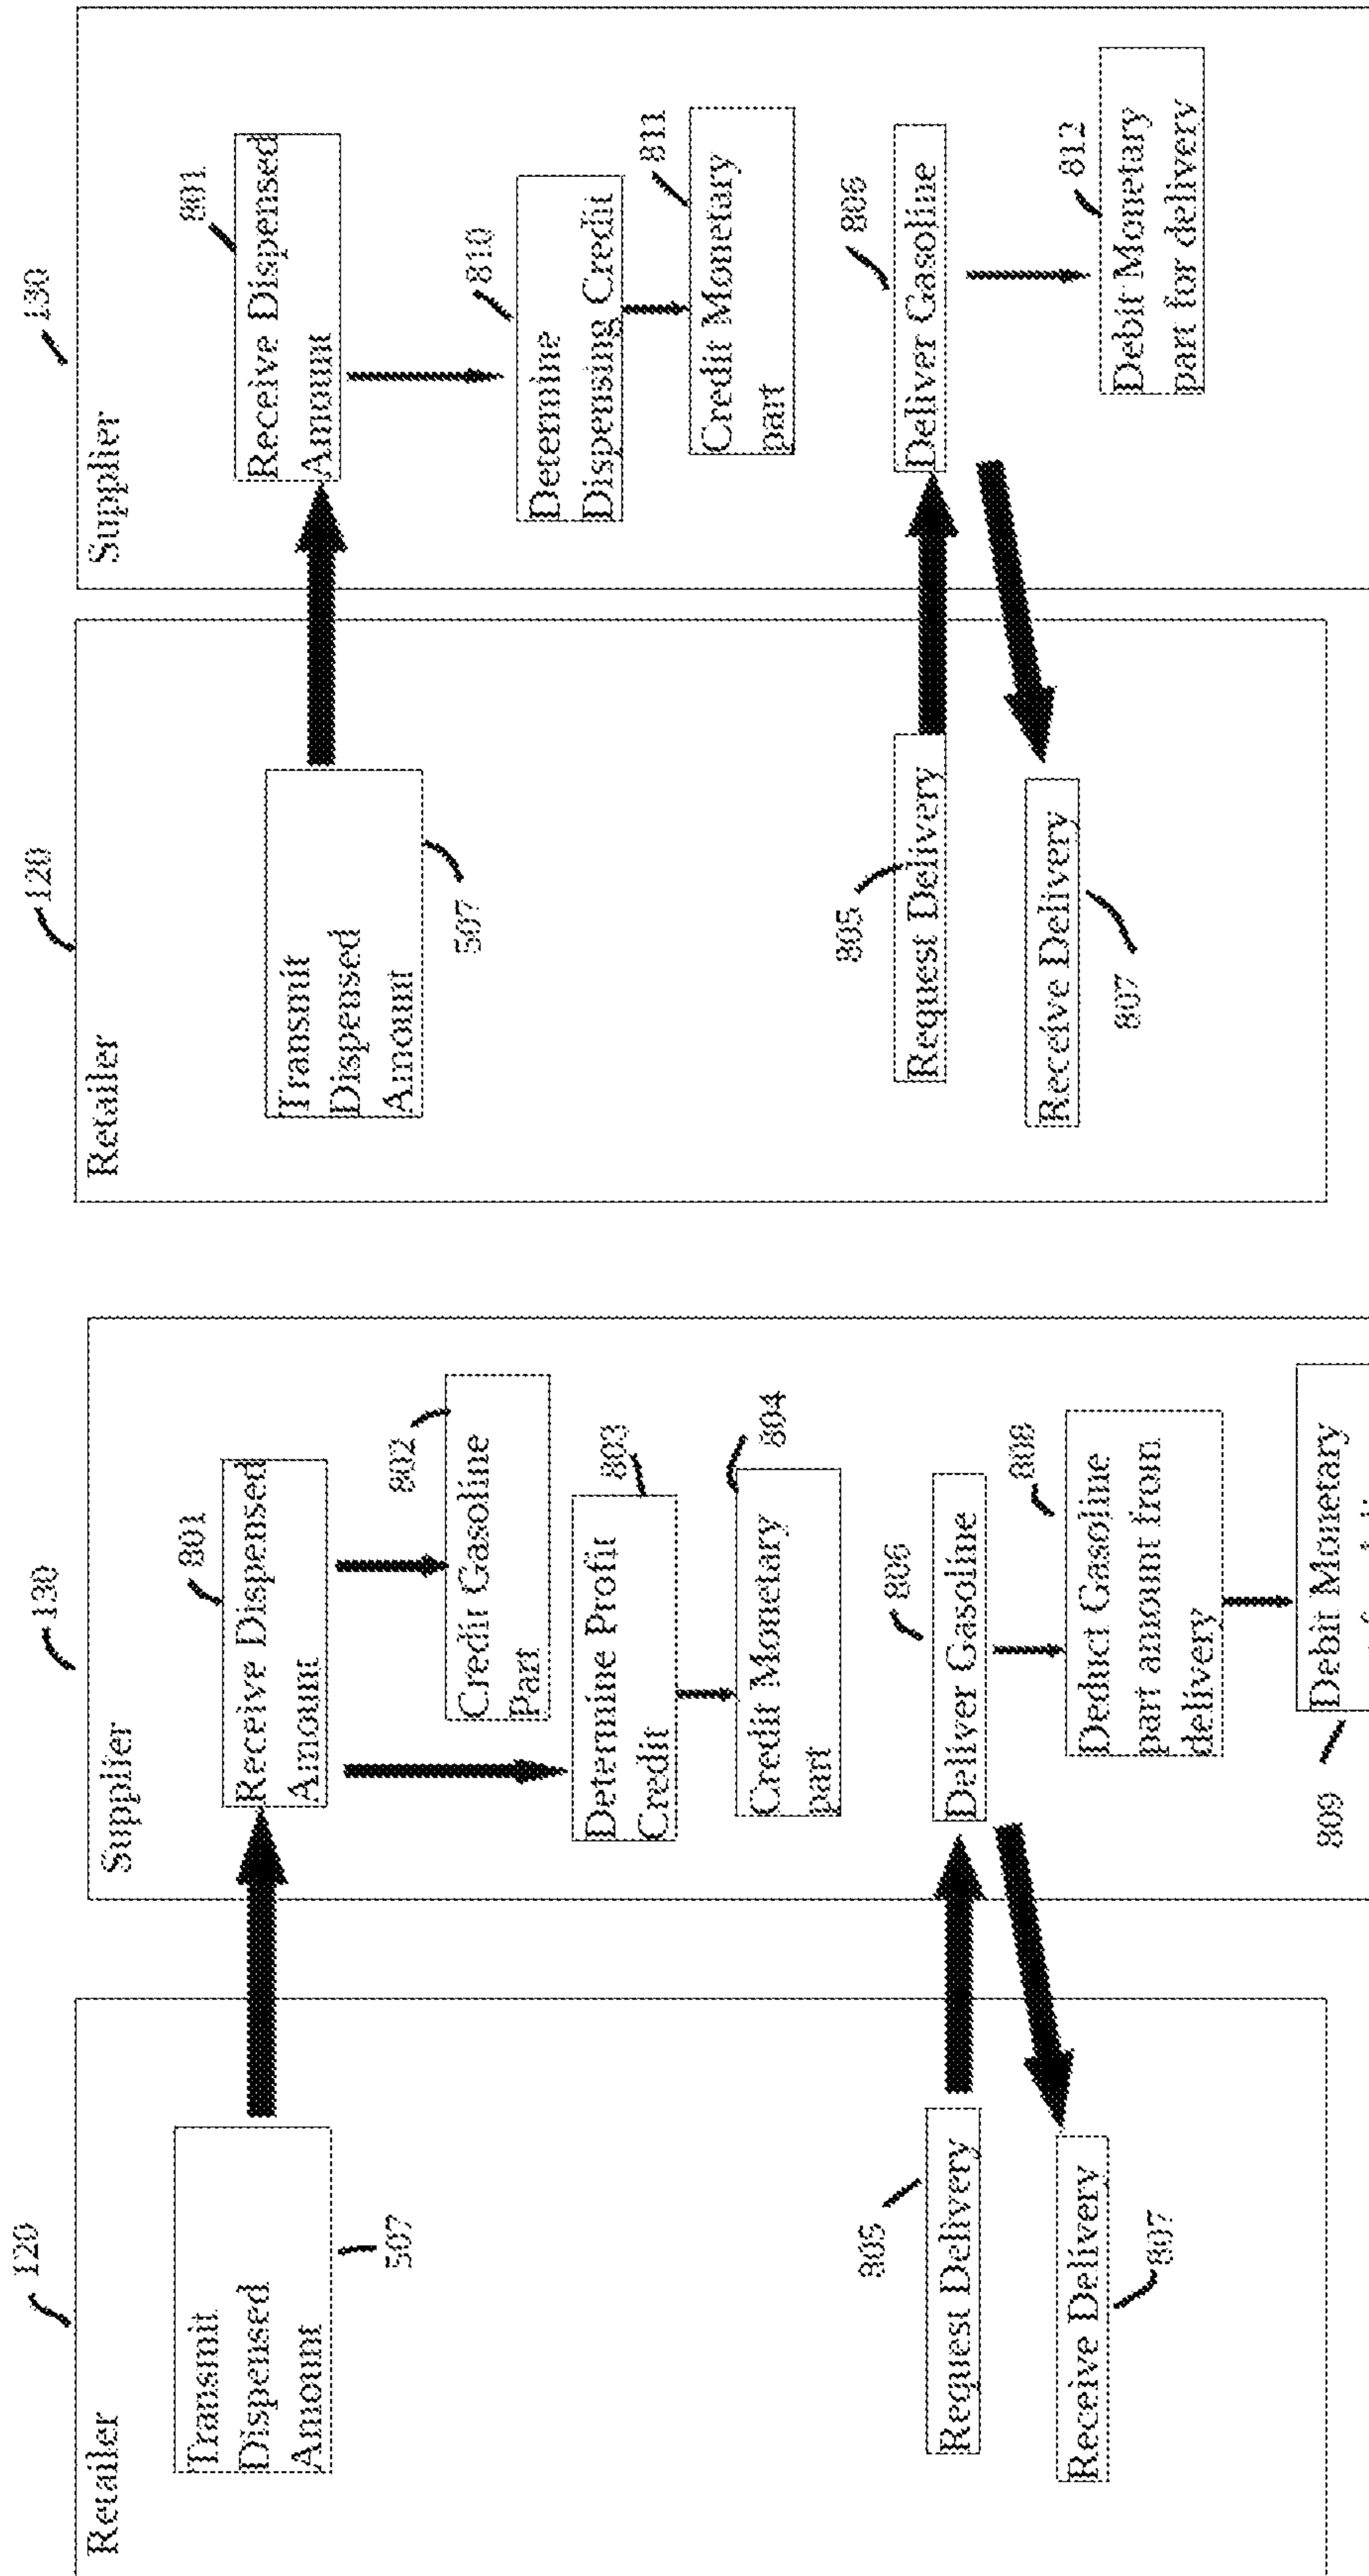 120
Retailer
Transmit
Dispensed
Amount
507
805
Request Delivery
Receive Delivery
807
130
Supplier
801
Receive Dispensed
Amount
802
Credit Gasoline
Part
803
Determine Profit
Credit
804
Credit Monetary
part
806
Deliver Gasoline
808
Deduct Gasoline
part amount from
delivery
809
Debit Monetary
120
Retailer
Transmit
Dispensed
Amount
507
805
Request Delivery
Receive Delivery
807
130
Supplier
801
Receive Dispensed
Amount
810
Determine
Dispensing Credit
811
Credit Monetary
part
806
Deliver Gasoline
812
Debit Monetary
part for delivery